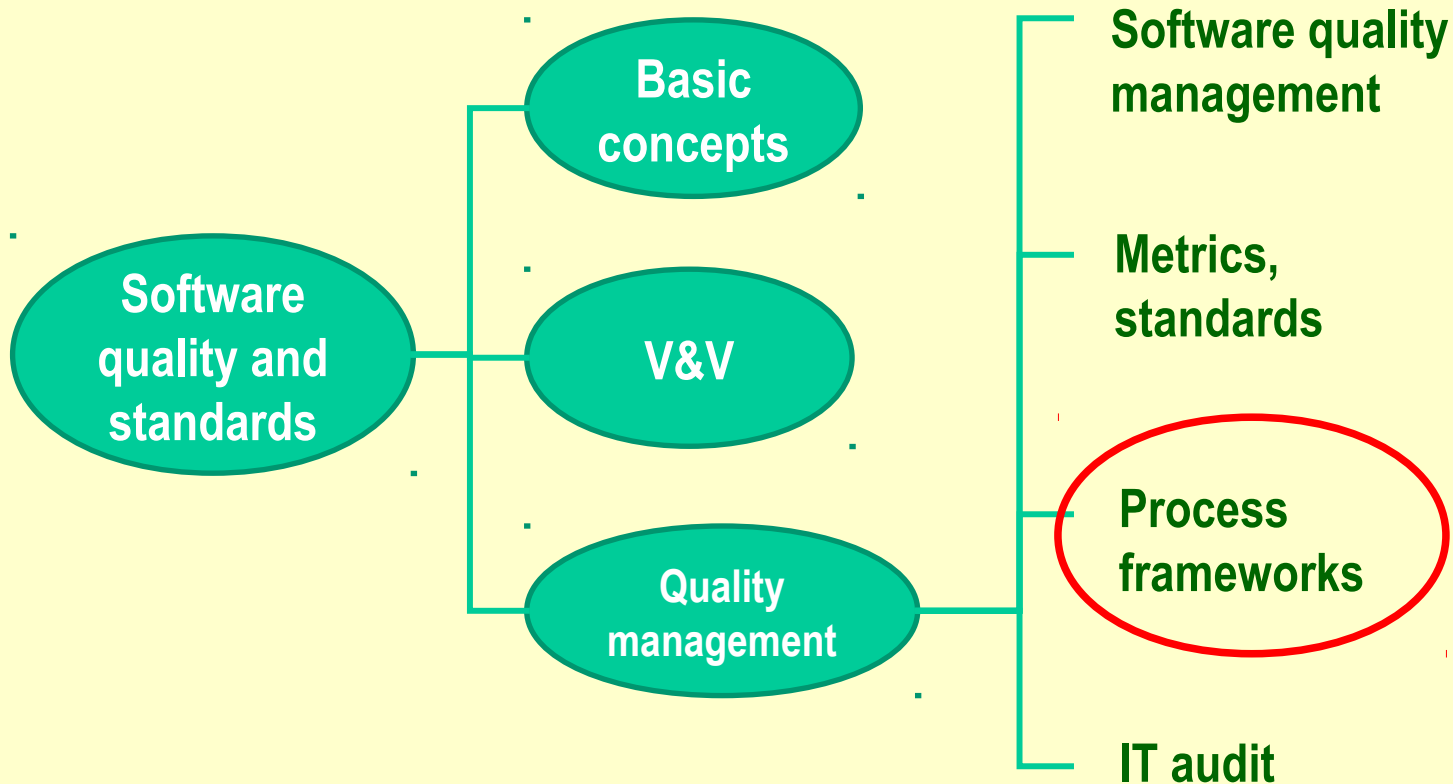 Software
quality and
standards
Basic
concepts
V&V
Quality
management
Software quality
management
Metrics,
standards
Process
frameworks
IT audit